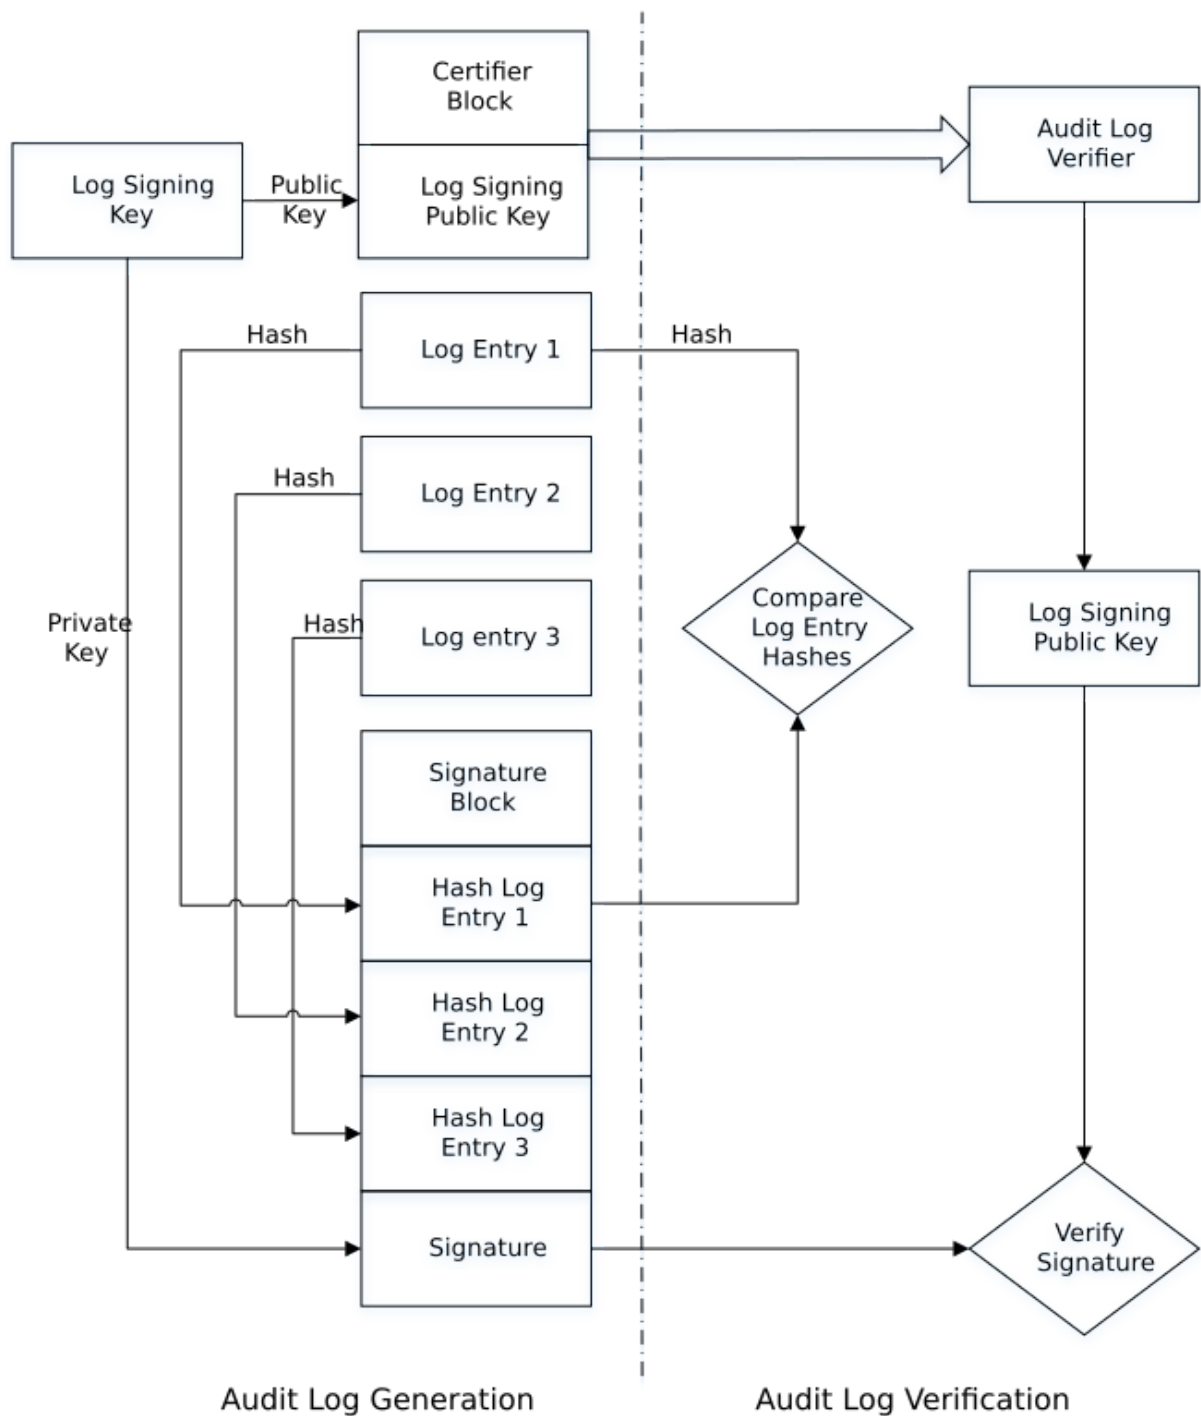 Certifier
Block
Audit Log
Verifier
Log Signing
Key
Public
Key
Log Signing
Public Key
Hash
Log Entry 1
Hash
Hash
Log Entry 2
Compare
Log Entry
Hashes
Log Signing
Public Key
Private
Key
Hash
Log entry 3
Signature
Block
Hash Log
Entry 1
Hash Log
Entry 2
Hash Log
Entry 3
Signature
Verify
Signature
Audit Log Generation
Audit Log Verification